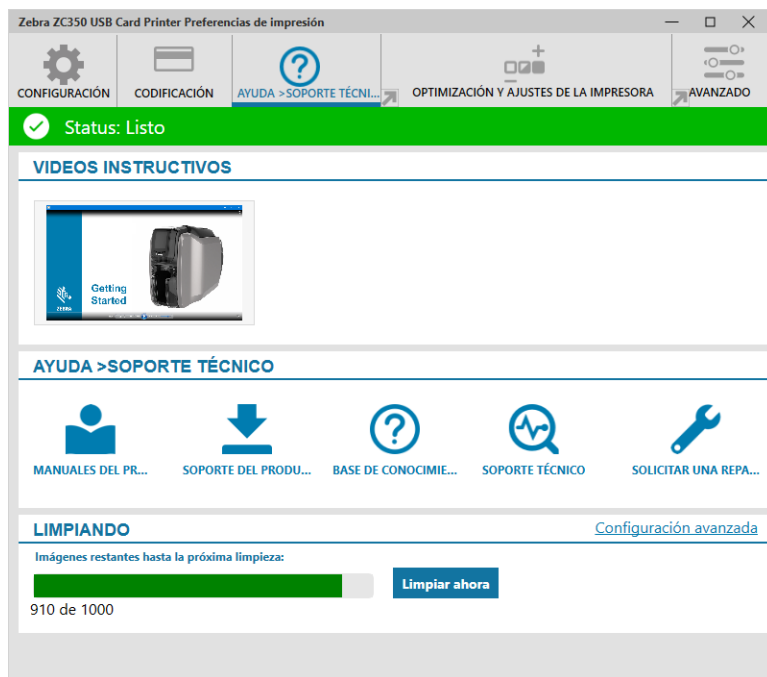 Zebra ZC350 USB Card Printer Preferencias de impresión
CONFIGURACIÓN
CODIFICACIÓN
AYUDA >SOPORTE TÉCNI...
OPTIMIZACIÓN Y AJUSTES DE LA IMPRESORA
AVANZADO
Status: Listo
VIDEOS INSTRUCTIVOS
Getting
Started
ZEBRA
AYUDA >SOPORTE TÉCNICO
MANUALES DEL PR...
SOPORTE DEL PRODU...
BASE DE CONOCIMIE...
SOPORTE TÉCNICO
SOLICITAR UNA REPA...
LIMPIANDO
Configuración avanzada
Imágenes restantes hasta la próxima limpieza:
Limpiar ahora
910 de 1000